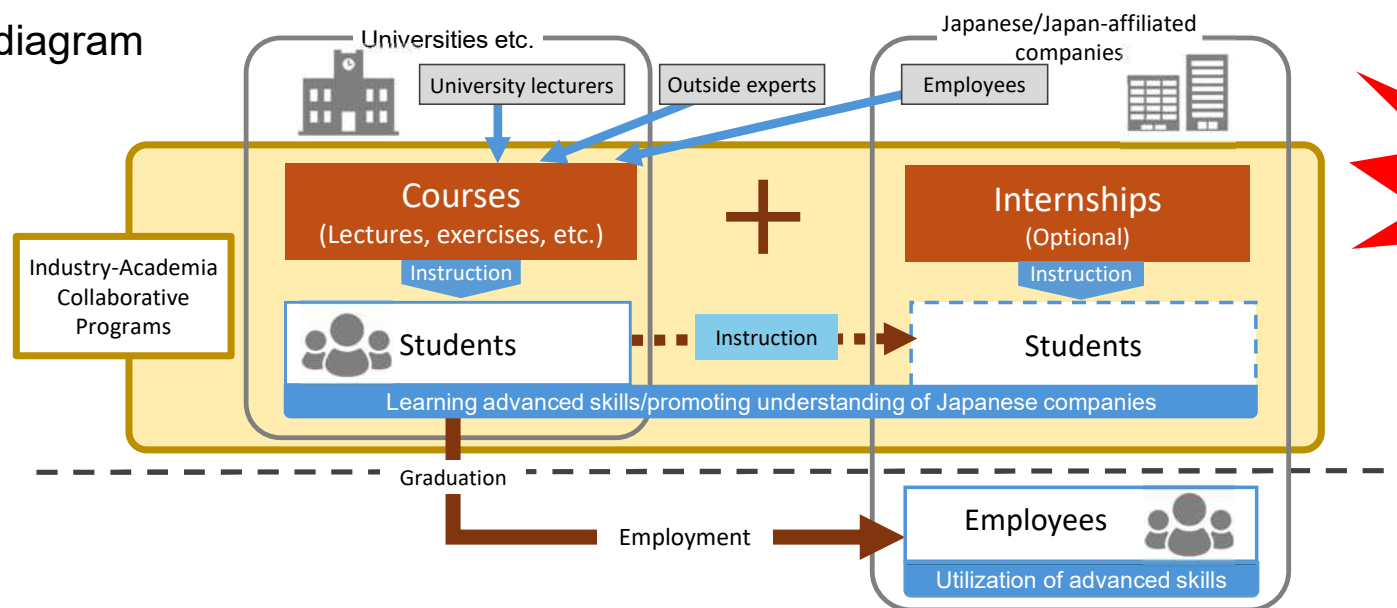 diagram
Universities etc.
Japanese/Japan-affiliated
companies
University lecturers
Outside experts
Employees
Courses
(Lectures, exercises, etc.)
Internships
(Optional)
Industry-Academia
Collaborative
Programs
Instruction
Instruction
Students
Instruction
Students
Learning advanced skills/promoting understanding of Japanese companies
Graduation
Employees
Employment
Utilization of advanced skills